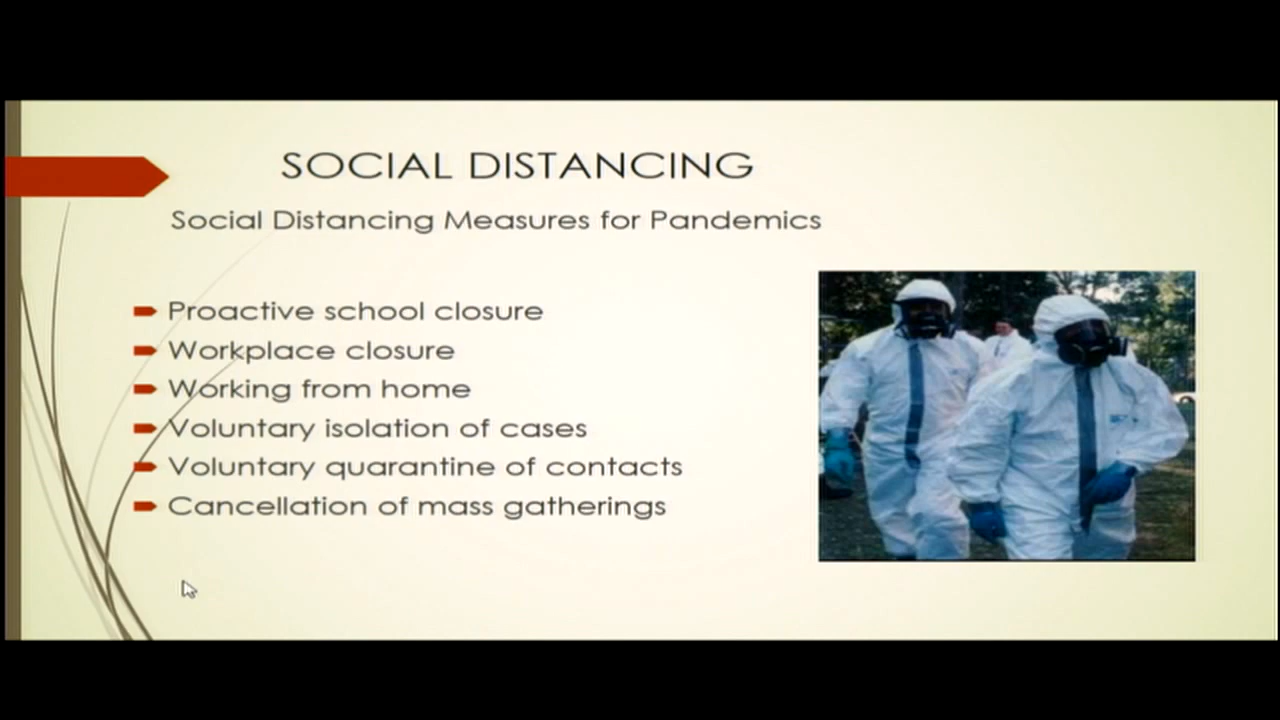 SOCIAL DISTANCING
Social Distancing Measures for Pandemics
Proactive school closure
Workplace closure
Working from home
Voluntary isolation of cases
Voluntary quarantine of contacts
Cancellation of mass gatherings